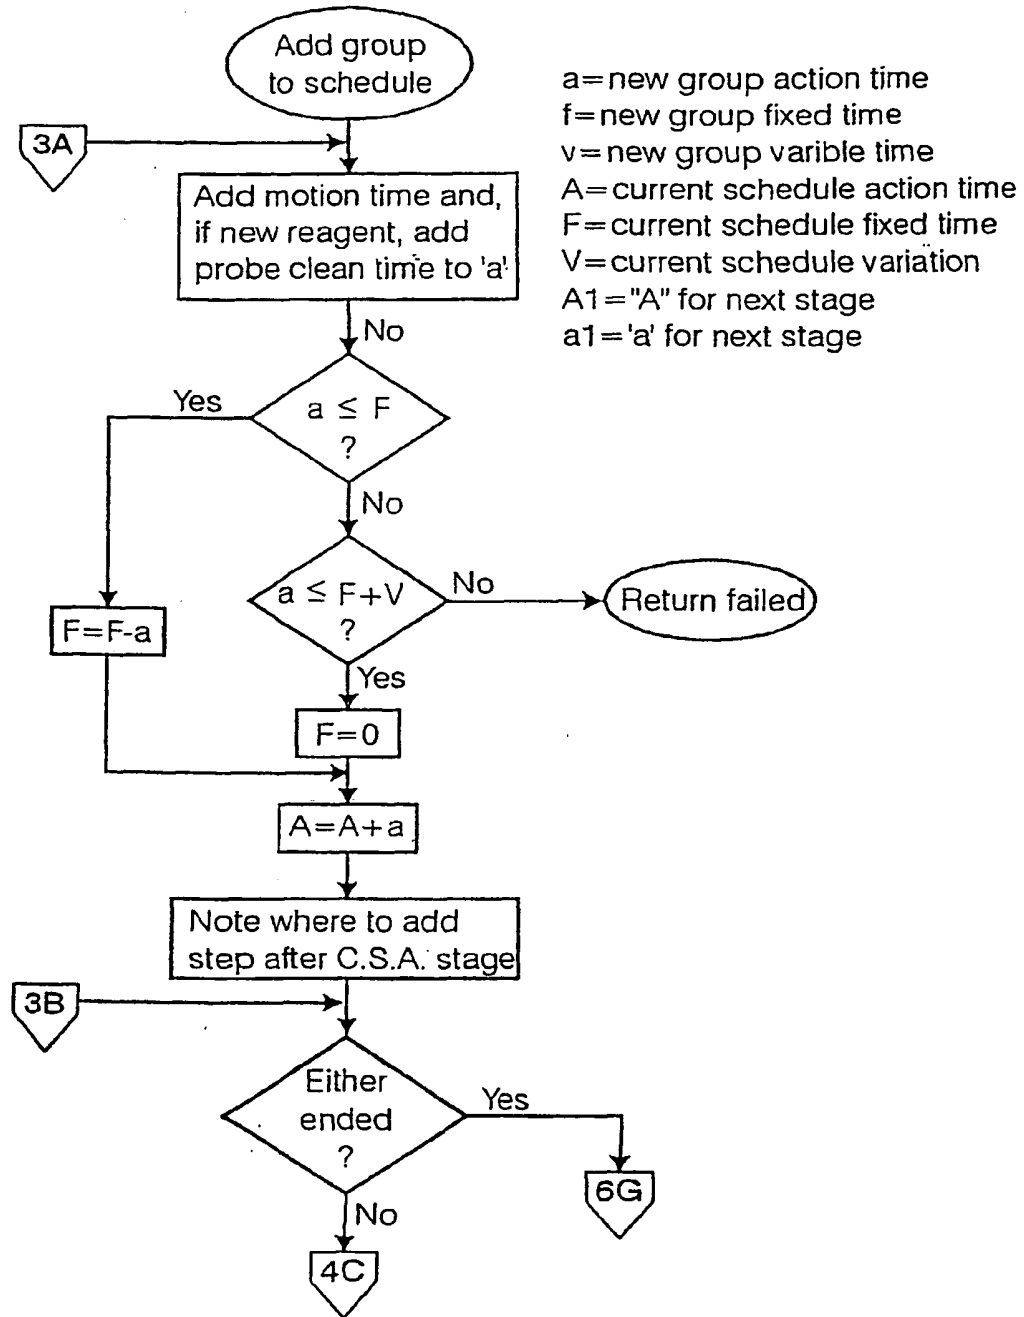 Add group
to schedule
a=new group action time
f=new group fixed time
v=new group varible time
A=current schedule action time
F=current schedule fixed time
V=current schedule variation
A1="A" for next stage
a1='a' for next stage
3A
Add motion time and,
if new reagent, add
probe clean time to 'a'
No
Yes
a ≤ F
?
No
F=F-a
a ≤ F+V
?
No
Return failed
Yes
F=0
A=A+a
Note where to add
step after C.S.A. stage
3B
Either
ended
?
Yes
6G
No
4C